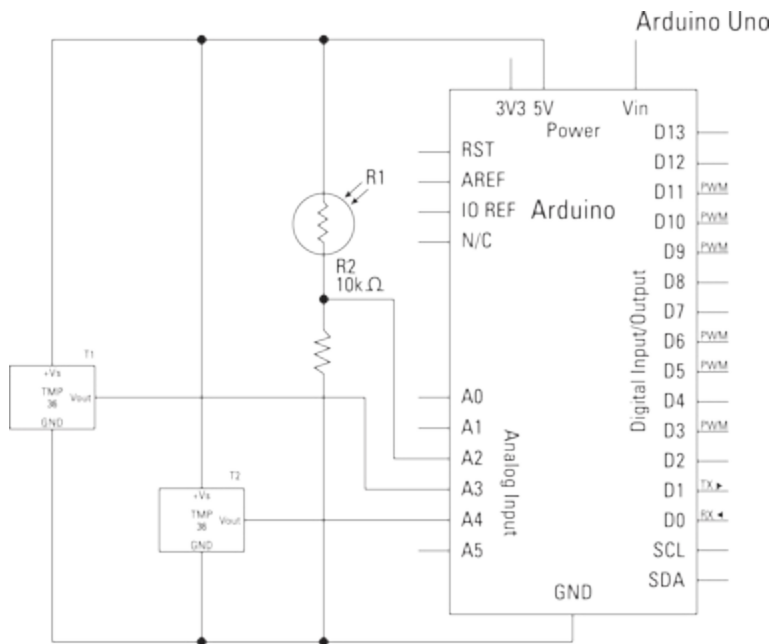 Arduino Uno
3V3 5V Vin
Power
RST
AREF
IO REF
N/C
Arduino
D13
D12
D11 PWM
D10 PWM
D9 PWM
D8
D7
D6 PWM
D5 PWM
D4
D3 PWM
D2
D1 TX ▸
D0 RX ◂
SCL
SDA
Digital Input/Output
R1
R2
10k Ω
T1
+Vs
TMP
36
Vout
GND
T2
+Vs
TMP
36
Vout
GND
A0
A1
A2
A3
A4
A5
Analog Input
GND